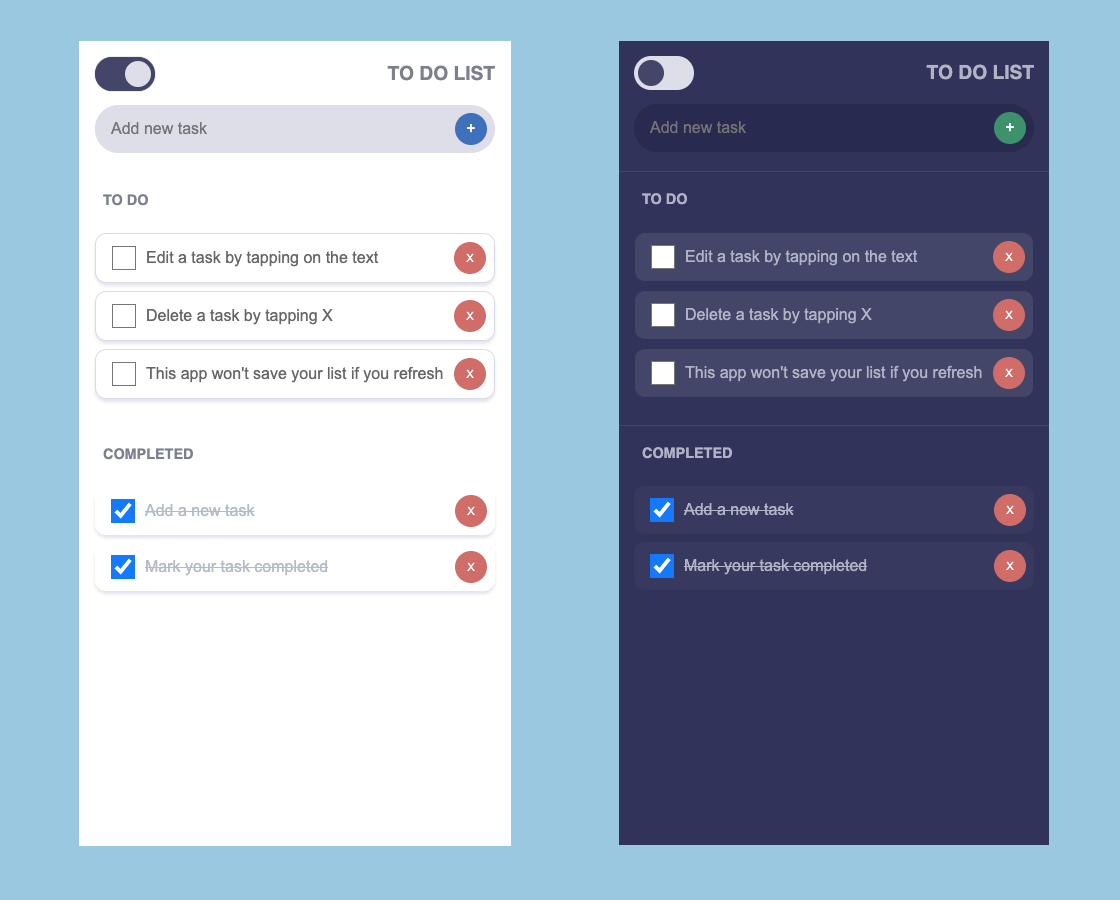 TO DO LIST
Add new task
+
TO DO
Edit a task by tapping on the text
x
Delete a task by tapping X
x
This app won't save your list if you refresh
x
COMPLETED
Add a new task
x
Mark your task completed
x
TO DO LIST
Add new task
+
TO DO
Edit a task by tapping on the text
x
Delete a task by tapping X
x
This app won't save your list if you refresh
x
COMPLETED
Add a new task
x
Mark your task completed
x